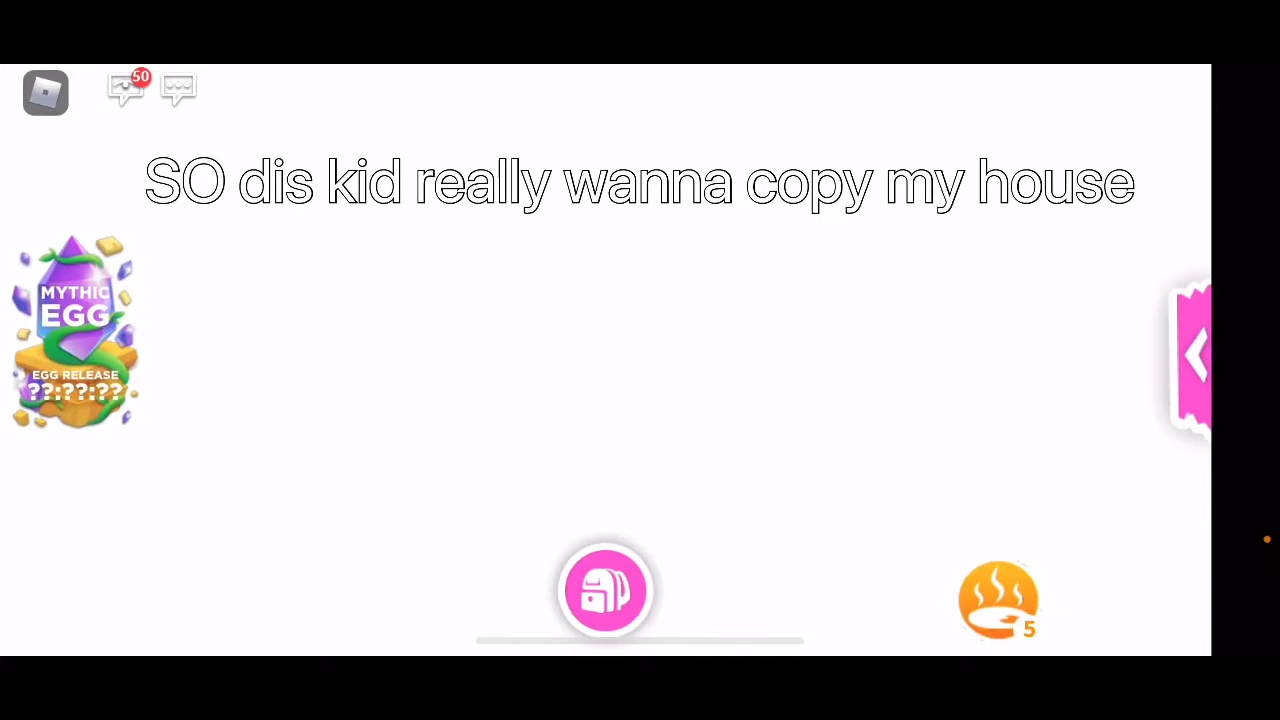 50
SO dis kid really wanna copy my house
MYTHIC
EGG
EGG RELEASE
??:??:??
5